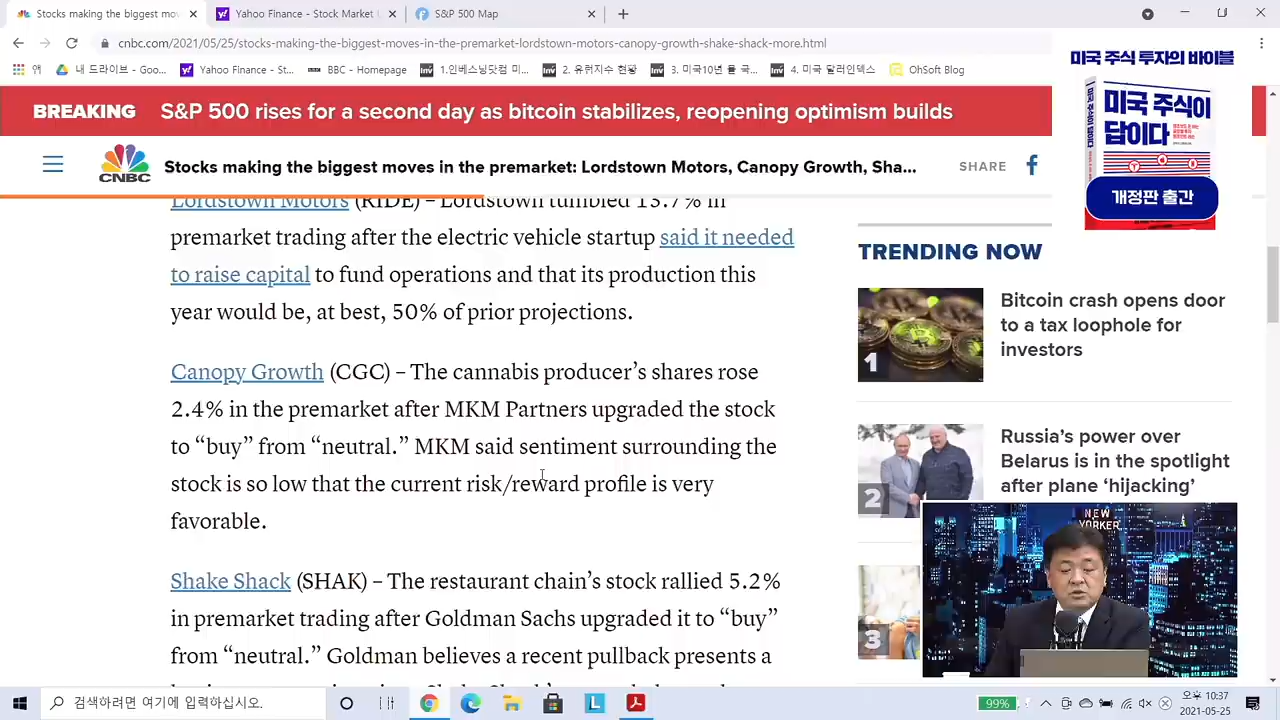 Stocks making the biggest mov
Yahoo Finance - Stock Market L
S&P 500 Map
cnbc.com/2021/05/25/stocks-making-the-biggest-moves-in-the-premarket-lordstown-motors-canopy-growth-shake-shack-more.html
앱
내 드라이브 - Goo...
Yahoo Finance - St...
BBC - Homepage
1.인베스팅닷컴 미...
2. 유위지수 현황
3. 미국10년 물 국...
4. 미국 달러인덱스
OhSoft Blog
미국 주식 투자의 바이블
미국 주식이
답이다
개정판 출간
BREAKING S&P 500 rises for a second day as bitcoin stabilizes, reopening optimism builds
CNBC
Stocks making the biggest moves in the premarket: Lordstown Motors, Canopy Growth, Sha...
SHARE
Lordstown Motors (RIDE) – Lordstown tumbled 13.7% in
premarket trading after the electric vehicle startup said it needed
to raise capital to fund operations and that its production this
year would be, at best, 50% of prior projections.
Canopy Growth (CGC) – The cannabis producer’s shares rose
2.4% in the premarket after MKM Partners upgraded the stock
to “buy” from “neutral.” MKM said sentiment surrounding the
stock is so low that the current risk/reward profile is very
favorable.
Shake Shack (SHAK) – The restaurant chain’s stock rallied 5.2%
in premarket trading after Goldman Sachs upgraded it to “buy”
from “neutral.” Goldman believes a recent pullback presents a
TRENDING NOW
1
Bitcoin crash opens door
to a tax loophole for
investors
2
Russia’s power over
Belarus is in the spotlight
after plane ‘hijacking’
3
NEW
YORKER
검색하려면 여기에 입력하십시오.
99%
오후 10:37
2021-05-25